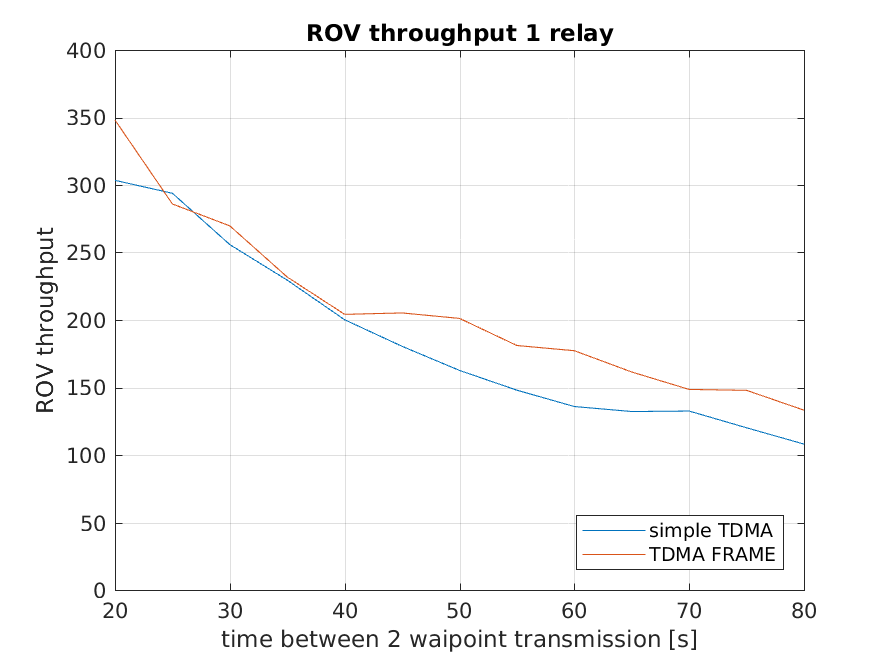 ROV throughput 1 relay
400
350
300
250
200
150
100
50
0
ROV throughput
simple TDMA
TDMA FRAME
20 30 40 50 60 70 80
time between 2 waipoint transmission [s]